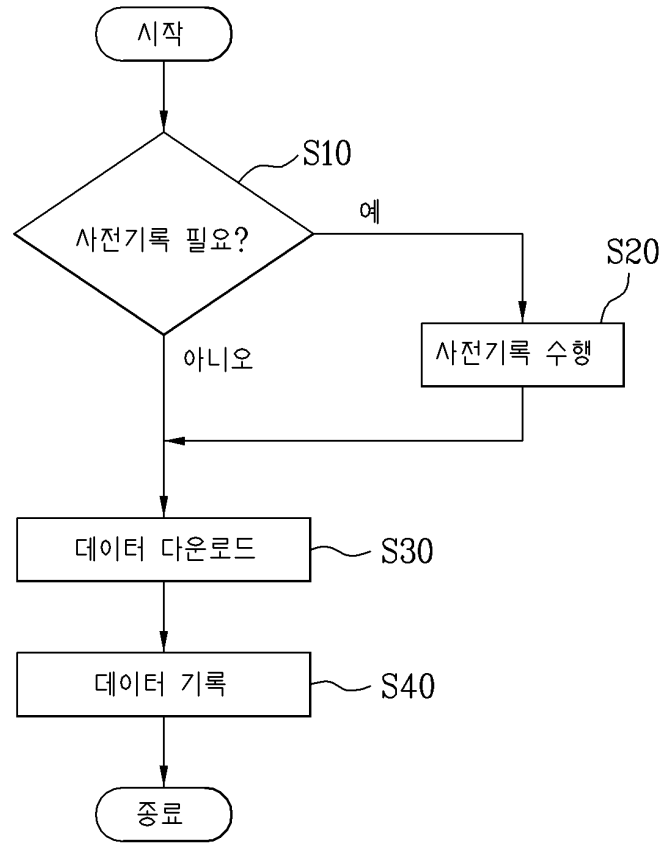 시작
S10
사전기록 필요?
예
S20
사전기록 수행
아니오
데이터 다운로드
S30
데이터 기록
S40
종료